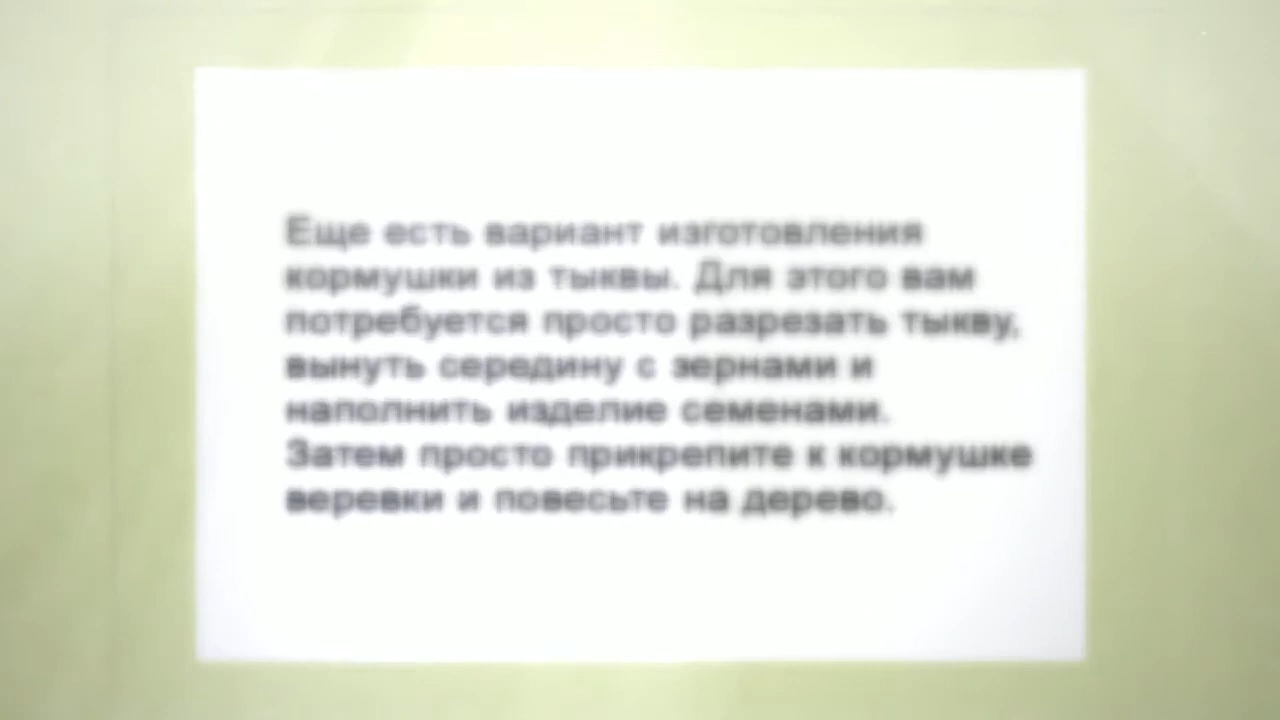 Еще есть вариант изготовления
кормушки из тыквы. Для этого вам
потребуется просто разрезать тыкву,
вынуть середину с зернами и
наполнить изделие семенами.
Затем просто прикрепите к кормушке
веревки и повесьте на дерево.